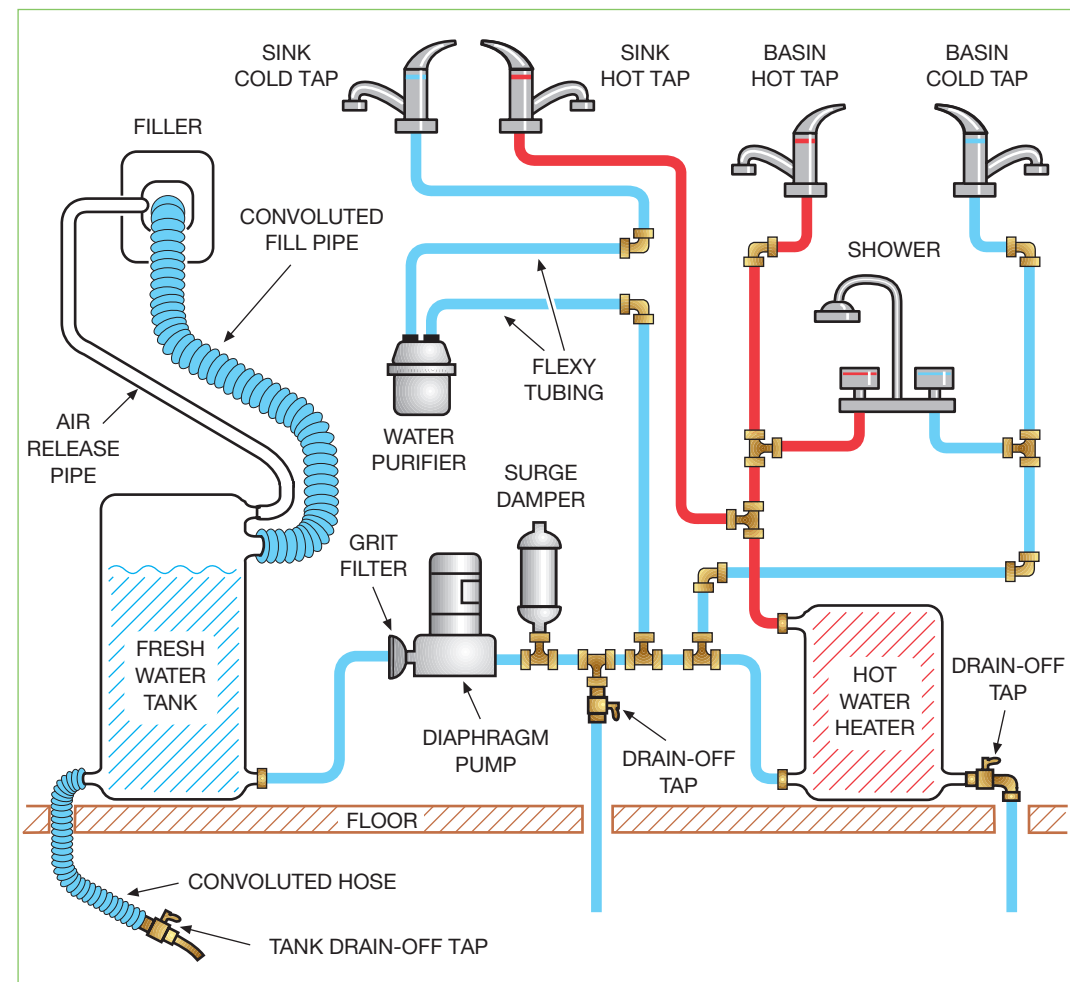 SINK
COLD TAP
SINK
HOT TAP
BASIN
HOT TAP
BASIN
COLD TAP
FILLER
CONVOLUTED
FILL PIPE
SHOWER
FLEXY
TUBING
AIR
RELEASE
PIPE
WATER
PURIFIER
SURGE
DAMPER
GRIT
FILTER
FRESH
WATER
TANK
HOT
WATER
HEATER
DRAIN-OFF
TAP
DIAPHRAGM
PUMP
DRAIN-OFF
TAP
FLOOR
CONVOLUTED HOSE
TANK DRAIN-OFF TAP